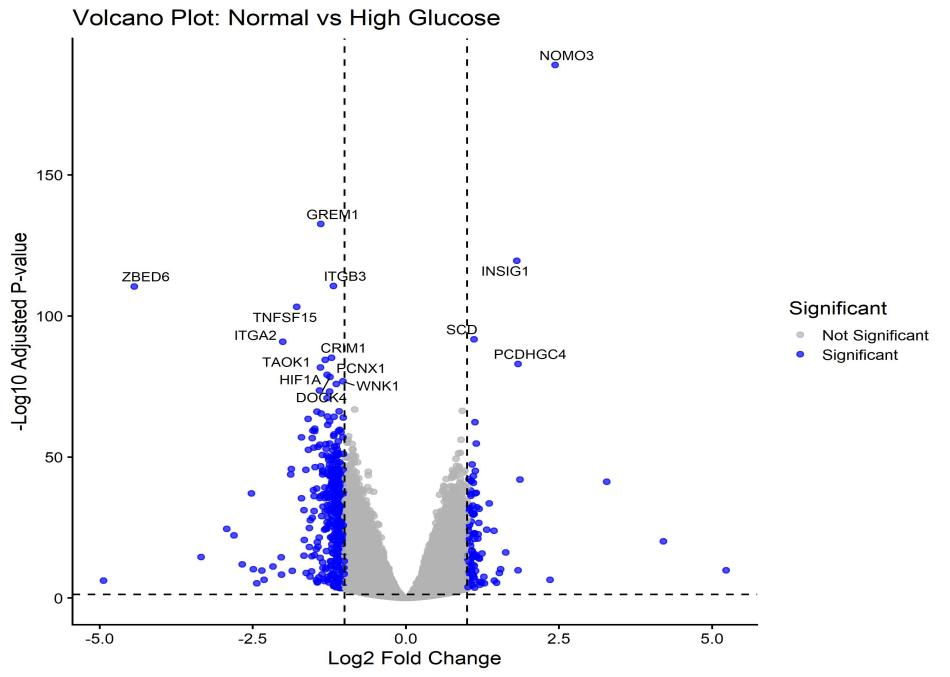 Volcano Plot: Normal vs High Glucose
NOMO3
150
GREM1
INSIG1
ZBED6
ITGB3
100
TNFSF15
SCD
ITGA2
CRIM1
PCDHGC4
TAOK1
PCNX1
HIF1A
WNK1
DOCK4
50
0
-Log10 Adjusted P-value
-5.0 -2.5 0.0 2.5 5.0
Log2 Fold Change
Significant
Not Significant
Significant